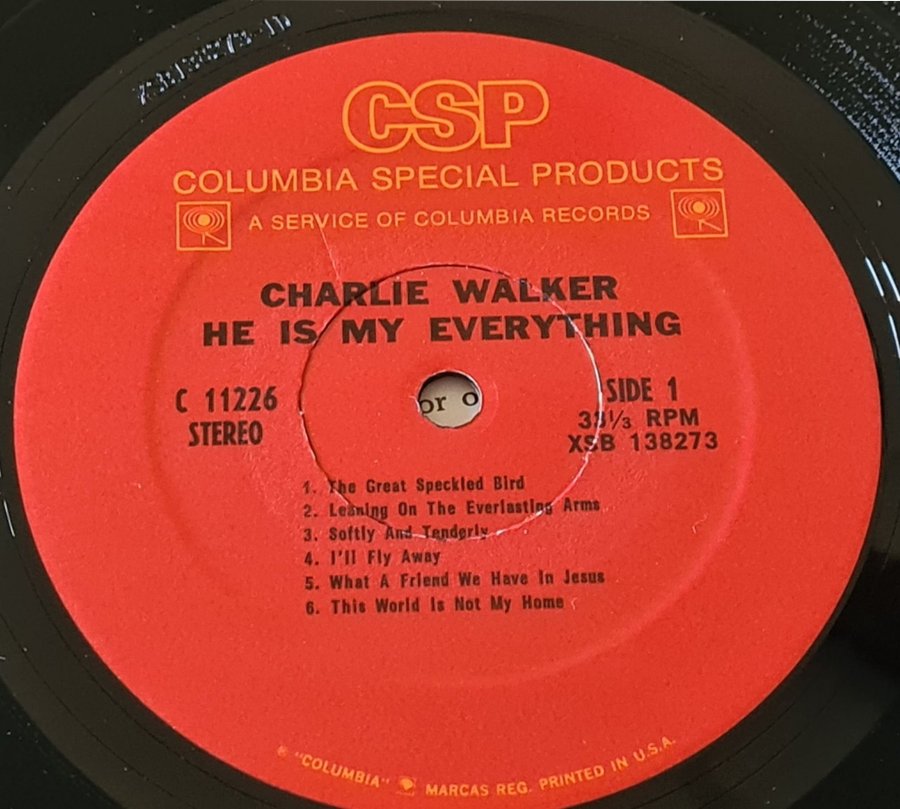 CSP
COLUMBIA SPECIAL PRODUCTS
A SERVICE OF COLUMBIA RECORDS
CHARLIE WALKER
HE IS MY EVERYTHING
C 11226
STEREO
SIDE 1
33⅓ RPM
XSB 138273
or o
1. The Great Speckled Bird
2. Leaning On The Everlasting Arms
3. Softly And Tenderly
4. I'll Fly Away
5. What A Friend We Have In Jesus
6. This World Is Not My Home
® "COLUMBIA" MARCAS REG. PRINTED IN U.S.A.